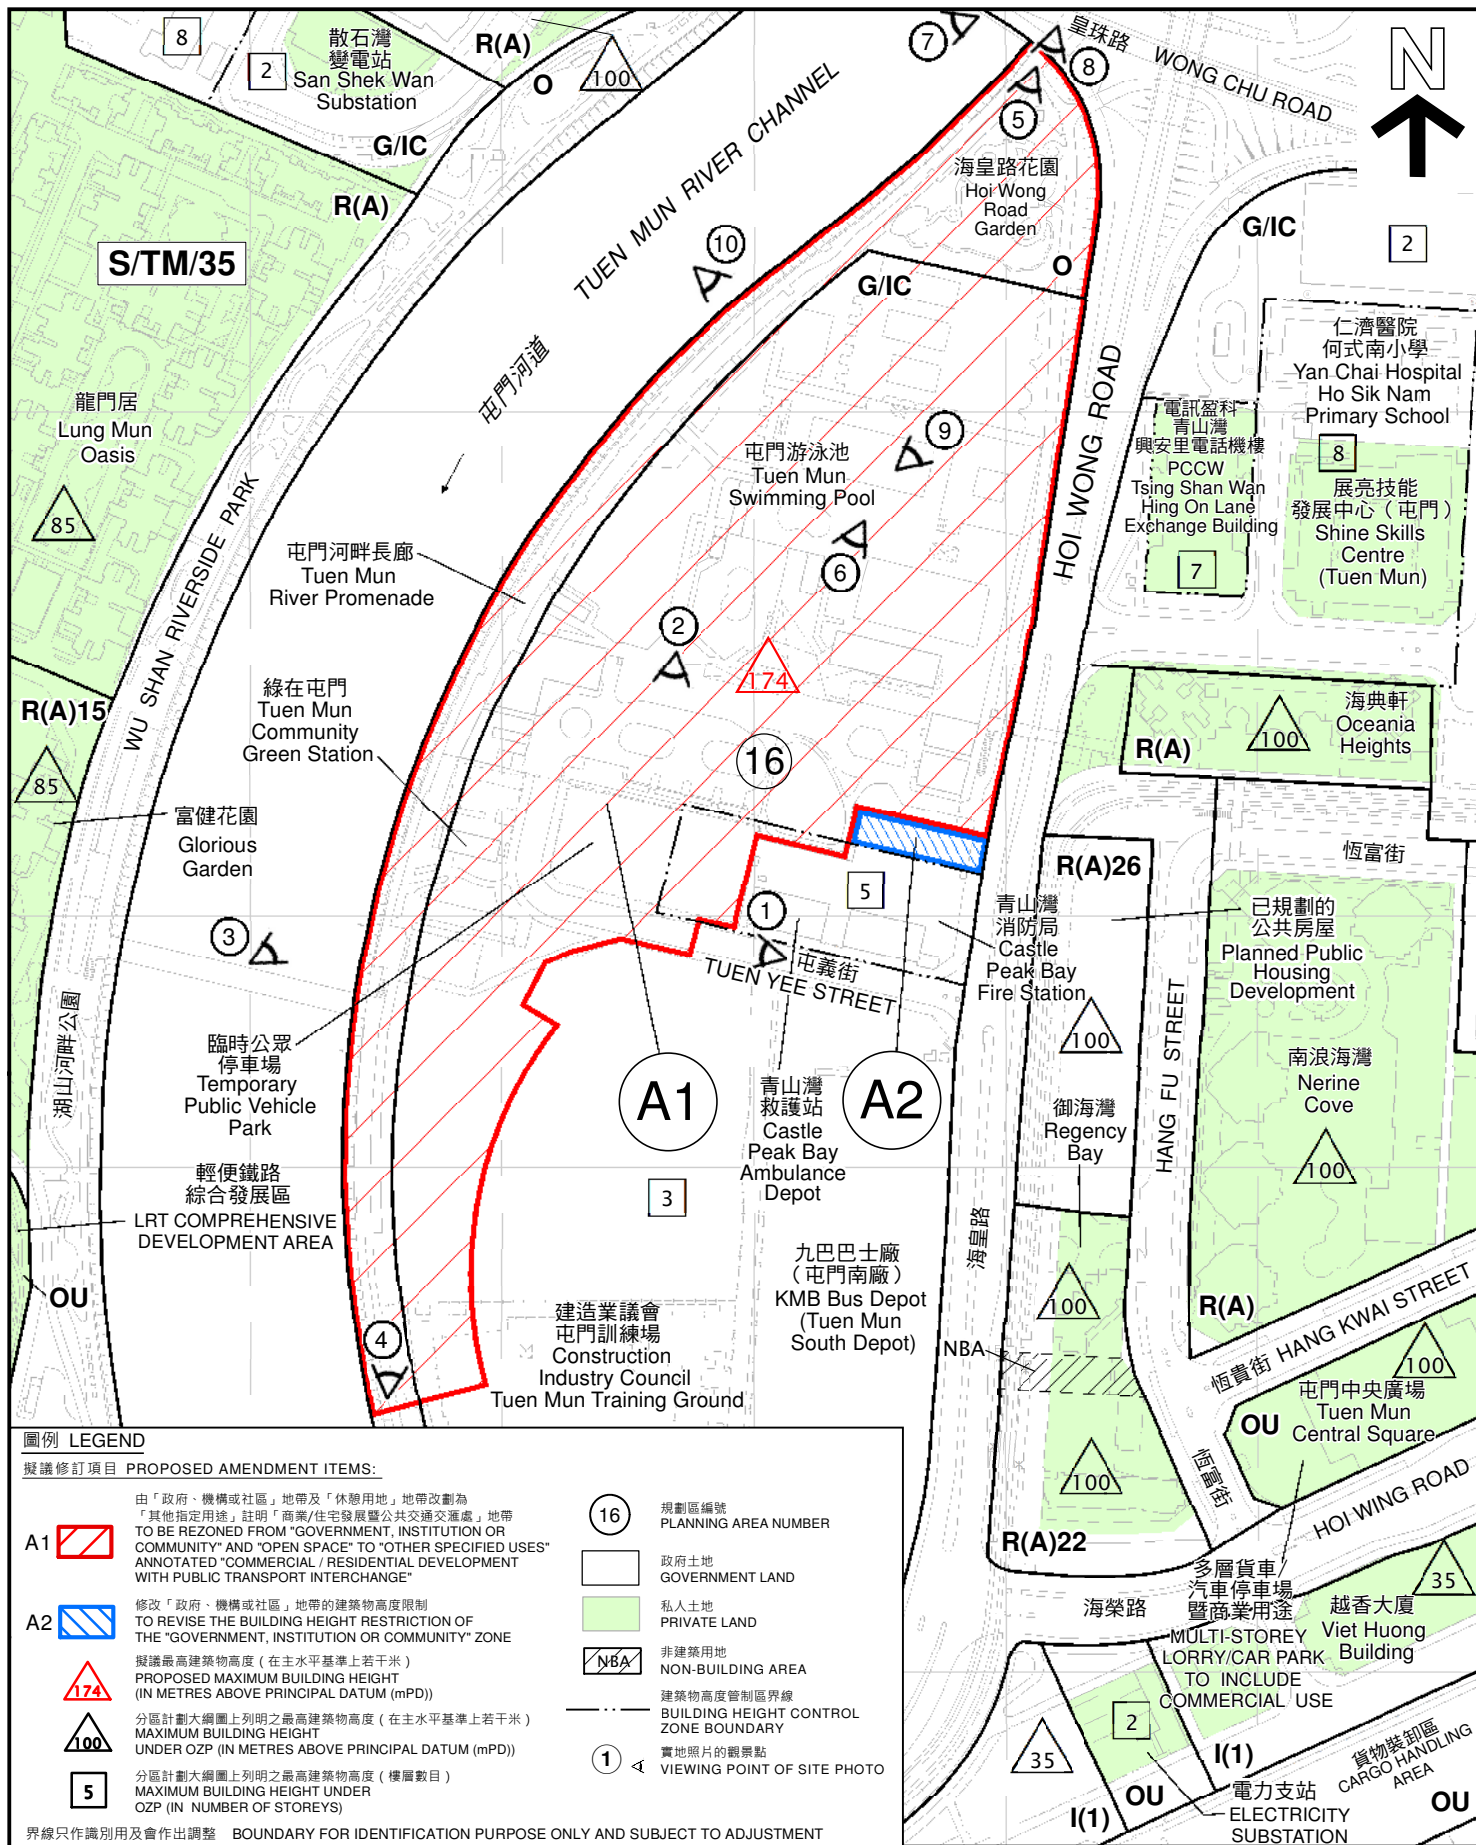 8
2
散石灣
變電站
San Shek Wan
Substation
R(A)
O
100
G/IC
R(A)
S/TM/35
TUEN MUN RIVER CHANNEL
屯門河道
7
8
5
皇珠路 WONG CHU ROAD
N
海皇路花園
Hoi Wong
Road
Garden
O
G/IC
G/IC
2
10
龍門居
Lung Mun
Oasis
85
屯門游泳池
Tuen Mun
Swimming Pool
9
6
2
174
16
HOI WONG ROAD
仁濟醫院
何式南小學
Yan Chai Hospital
Ho Sik Nam
Primary School
電訊盈科
青山灣
興安里電話機樓
PCCW
Tsing Shan Wan
Hing On Lane
Exchange Building
7
8
展亮技能
發展中心（屯門）
Shine Skills
Centre
(Tuen Mun)
屯門河畔長廊
Tuen Mun
River Promenade
WU SHAN RIVERSIDE PARK
R(A)15
85
綠在屯門
Tuen Mun
Community
Green Station
富健花園
Glorious
Garden
海典軒
Oceania
Heights
100
R(A)
恆富街
R(A)26
5
1
3
屯義街
TUEN YEE STREET
青山灣
消防局
Castle
Peak Bay
Fire Station
已規劃的
公共房屋
Planned Public
Housing
Development
100
湖山河畔公園
臨時公眾
停車場
Temporary
Public Vehicle
Park
A1
A2
青山灣
救護站
Castle
Peak Bay
Ambulance
Depot
御海灣
Regency
Bay
HANG FU STREET
南浪海灣
Nerine
Cove
100
輕便鐵路
綜合發展區
LRT COMPREHENSIVE
DEVELOPMENT AREA
OU
3
海皇路
九巴巴士廠
（屯門南廠）
KMB Bus Depot
(Tuen Mun
South Depot)
建造業議會
屯門訓練場
Construction
Industry Council
Tuen Mun Training Ground
4
100
NBA
R(A)
恆貴街 HANG KWAI STREET
100
屯門中央廣場
Tuen Mun
Central Square
OU
恆富街
100
R(A)22
HOI WING ROAD
海榮路
多層貨車/
汽車停車場
暨商業用途
MULTI-STOREY
LORRY/CAR PARK
TO INCLUDE
COMMERCIAL USE
35
越香大廈
Viet Huong
Building
2
35
I(1)
OU
I(1)
電力支站
ELECTRICITY
SUBSTATION
貨物裝卸區
CARGO HANDLING
AREA
OU
圖例 LEGEND
擬議修訂項目 PROPOSED AMENDMENT ITEMS:
A1
由「政府、機構或社區」地帶及「休憩用地」地帶改劃為
「其他指定用途」註明「商業/住宅發展暨公共交通交滙處」地帶
TO BE REZONED FROM "GOVERNMENT, INSTITUTION OR
COMMUNITY" AND "OPEN SPACE" TO "OTHER SPECIFIED USES"
ANNOTATED "COMMERCIAL / RESIDENTIAL DEVELOPMENT
WITH PUBLIC TRANSPORT INTERCHANGE"
A2
修改「政府、機構或社區」地帶的建築物高度限制
TO REVISE THE BUILDING HEIGHT RESTRICTION OF
THE "GOVERNMENT, INSTITUTION OR COMMUNITY" ZONE
174
擬議最高建築物高度 ( 在主水平基準上若干米 )
PROPOSED MAXIMUM BUILDING HEIGHT
(IN METRES ABOVE PRINCIPAL DATUM (mPD))
100
分區計劃大綱圖上列明之最高建築物高度 ( 在主水平基準上若干米 )
MAXIMUM BUILDING HEIGHT
UNDER OZP (IN METRES ABOVE PRINCIPAL DATUM (mPD))
5
分區計劃大綱圖上列明之最高建築物高度 ( 樓層數目 )
MAXIMUM BUILDING HEIGHT UNDER
OZP (IN NUMBER OF STOREYS)
16
規劃區編號
PLANNING AREA NUMBER
政府土地
GOVERNMENT LAND
私人土地
PRIVATE LAND
NBA
非建築用地
NON-BUILDING AREA
建築物高度管制區界線
BUILDING HEIGHT CONTROL
ZONE BOUNDARY
1
實地照片的觀景點
VIEWING POINT OF SITE PHOTO
界線只作識別用及會作出調整 BOUNDARY FOR IDENTIFICATION PURPOSE ONLY AND SUBJECT TO ADJUSTMENT